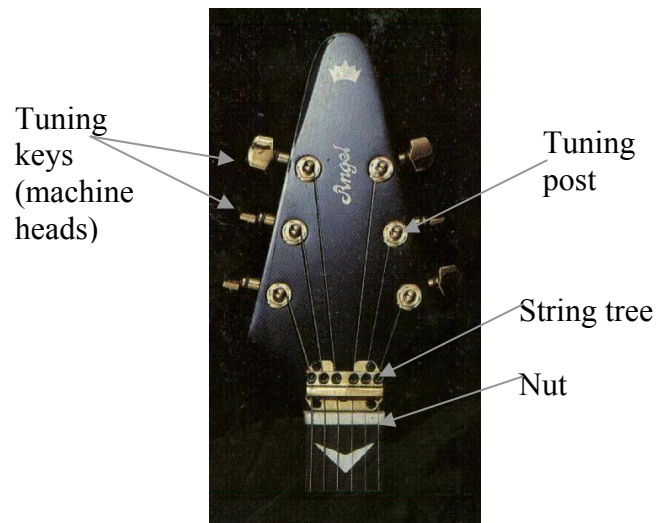 Tuning
keys
(machine
heads)
Angel
Tuning
post
String tree
Nut